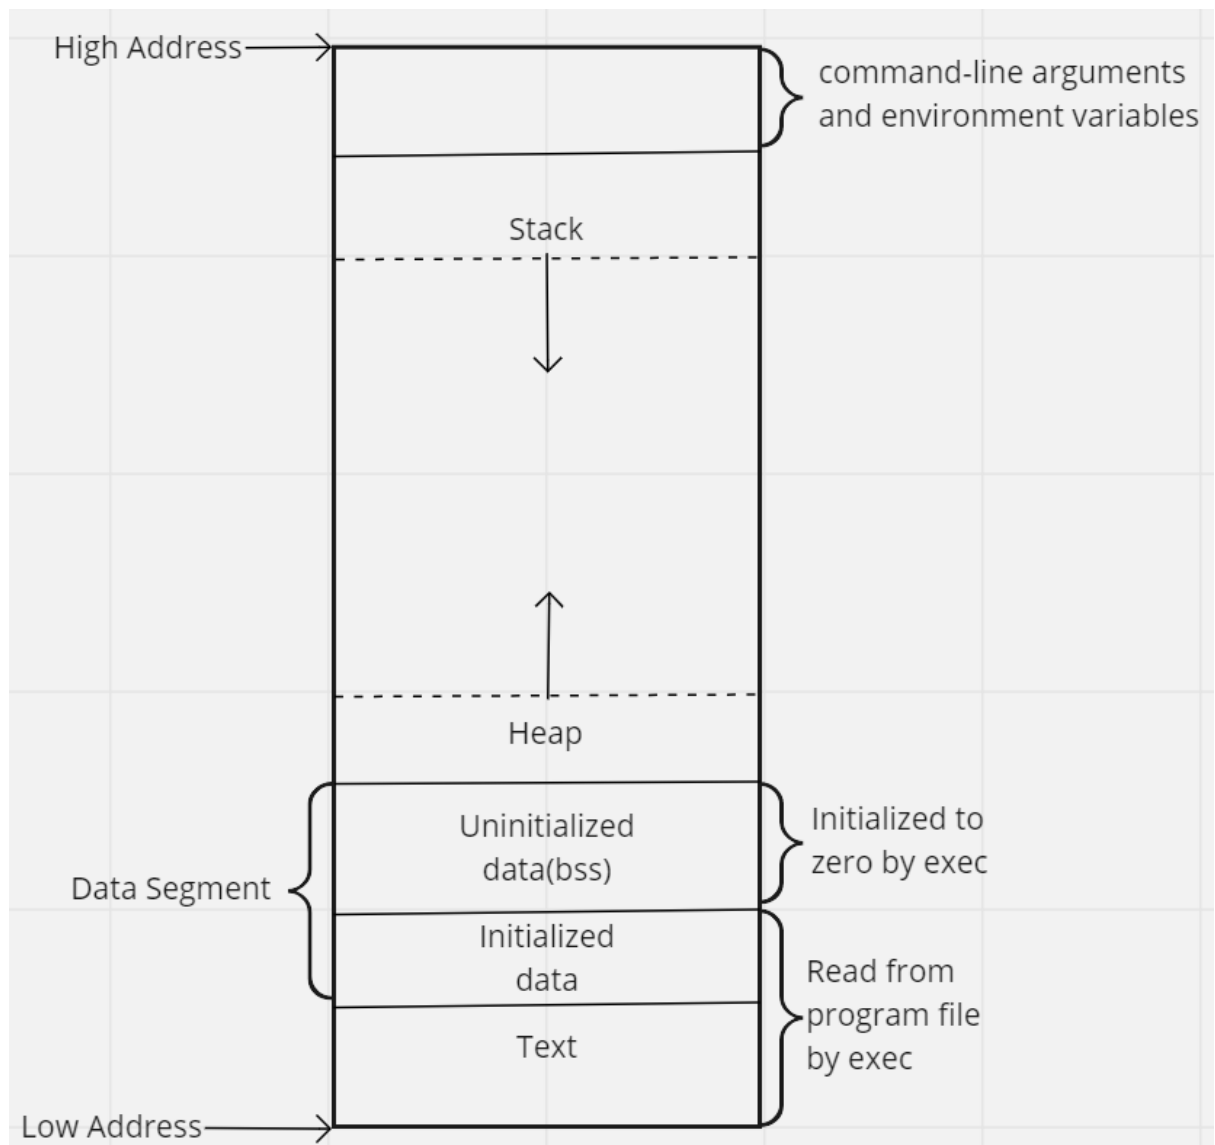 High Address
command-line arguments
and environment variables
Stack
Heap
Uninitialized
data(bss)
Initialized to
zero by exec
Data Segment
Initialized
data
Read from
program file
by exec
Text
Low Address